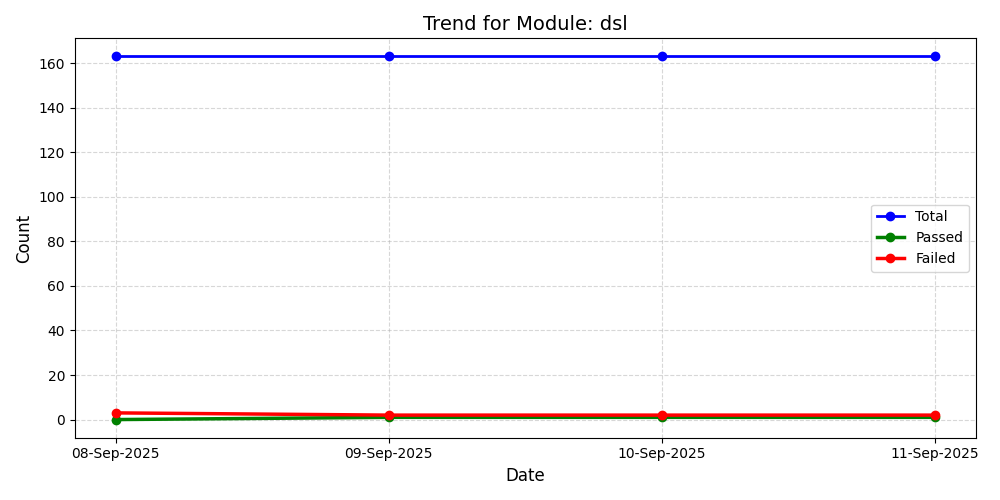 Trend for Module: dsl
Count
160
140
120
100
80
60
40
20
0
Total
Passed
Failed
08-Sep-2025
09-Sep-2025
10-Sep-2025
11-Sep-2025
Date